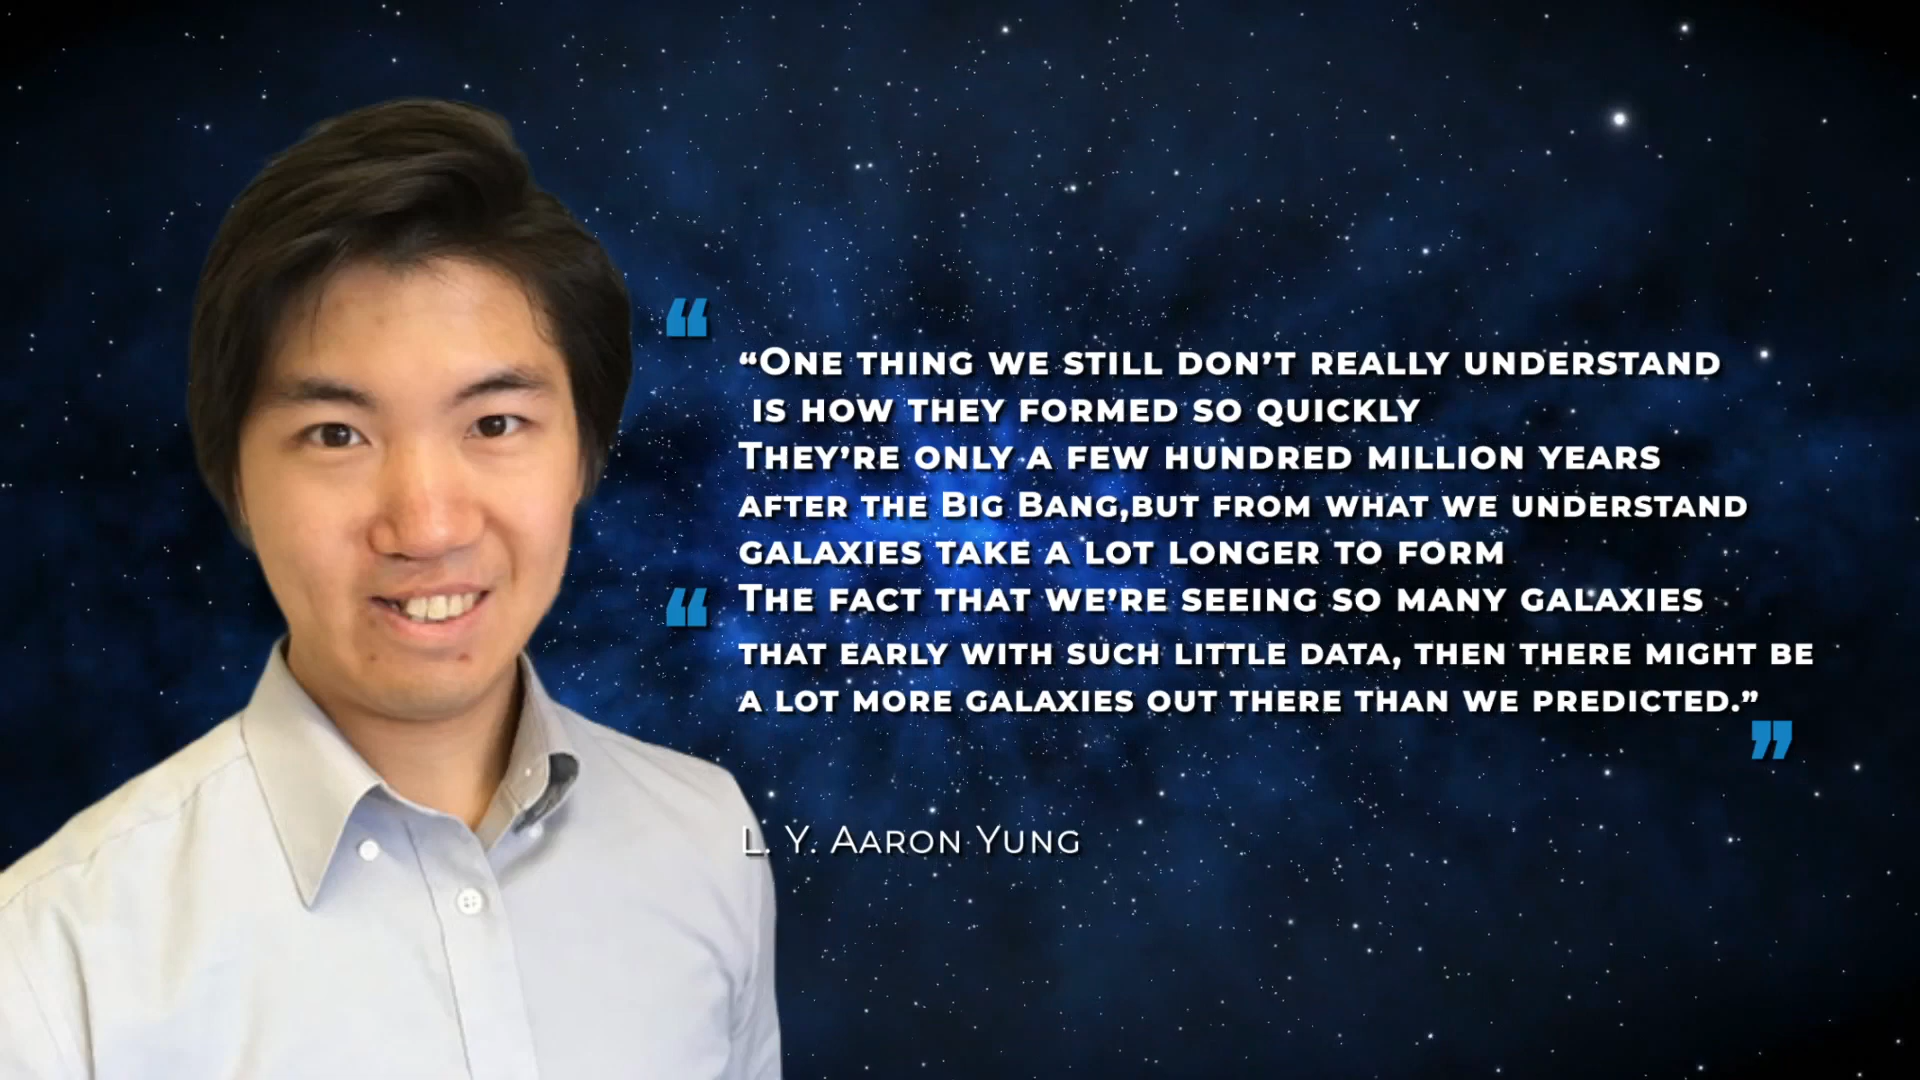 “One thing we still don’t really understand
is how they formed so quickly
They’re only a few hundred million years
after the Big Bang,but from what we understand
galaxies take a lot longer to form
The fact that we’re seeing so many galaxies
that early with such little data, then there might be
a lot more galaxies out there than we predicted.”
L. Y. Aaron Yung